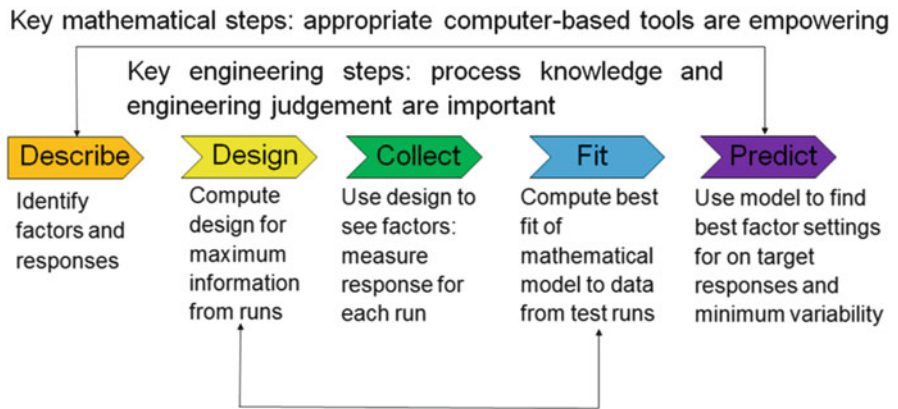 Key mathematical steps: appropriate computer-based tools are empowering
Key engineering steps: process knowledge and
engineering judgement are important
Describe
Identify
factors and
responses
Design
Compute
design for
maximum
information
from runs
Collect
Use design to
see factors:
measure
response for
each run
Fit
Compute best
fit of
mathematical
model to data
from test runs
Predict
Use model to find
best factor settings
for on target
responses and
minimum variability